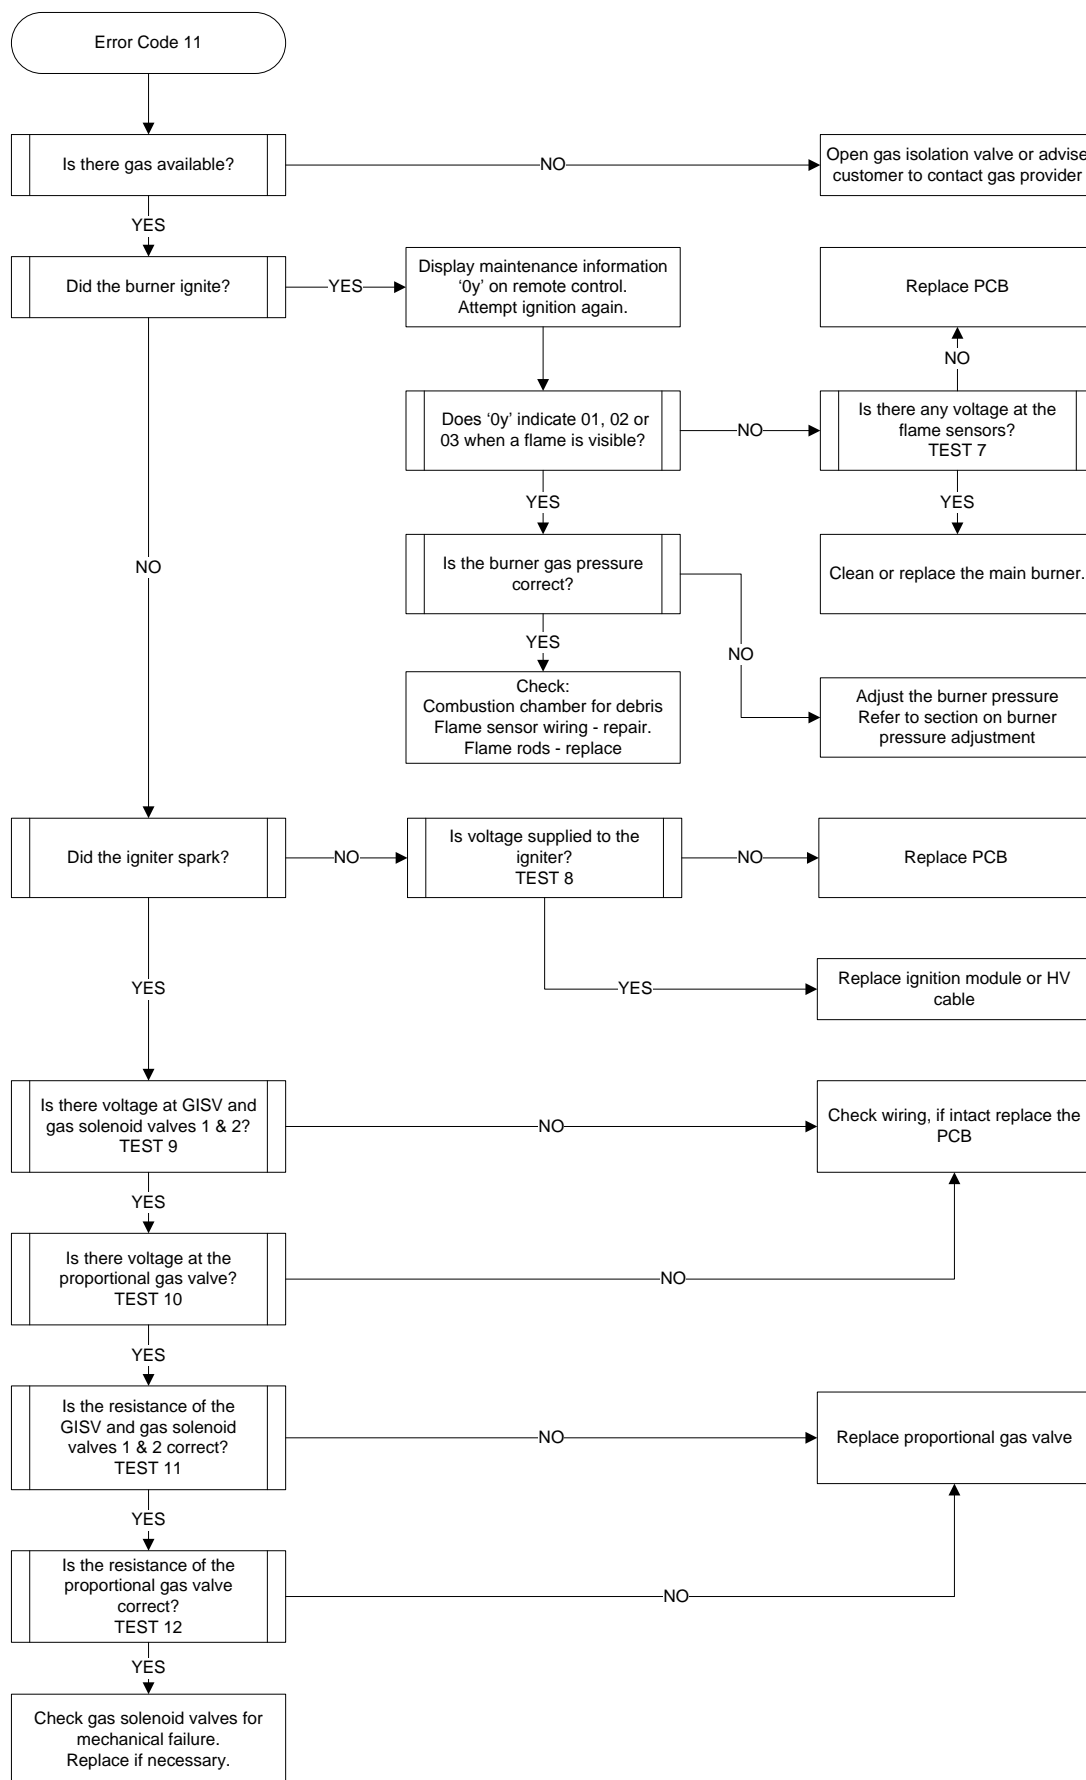 Error Code 11
Is there gas available?
NO
Open gas isolation valve or advise
customer to contact gas provider
YES
Did the burner ignite?
YES
Display maintenance information
‘0y’ on remote control.
Attempt ignition again.
Replace PCB
NO
Does ‘0y’ indicate 01, 02 or
03 when a flame is visible?
NO
Is there any voltage at the
flame sensors?
TEST 7
YES
YES
NO
Is the burner gas pressure
correct?
Clean or replace the main burner.
YES
NO
Check:
Combustion chamber for debris
Flame sensor wiring - repair.
Flame rods - replace
Adjust the burner pressure
Refer to section on burner
pressure adjustment
Did the igniter spark?
NO
Is voltage supplied to the
igniter?
TEST 8
NO
Replace PCB
YES
YES
Replace ignition module or HV
cable
Is there voltage at GISV and
gas solenoid valves 1 & 2?
TEST 9
NO
Check wiring, if intact replace the
PCB
YES
Is there voltage at the
proportional gas valve?
TEST 10
NO
YES
Is the resistance of the
GISV and gas solenoid
valves 1 & 2 correct?
TEST 11
NO
Replace proportional gas valve
YES
Is the resistance of the
proportional gas valve
correct?
TEST 12
NO
YES
Check gas solenoid valves for
mechanical failure.
Replace if necessary.